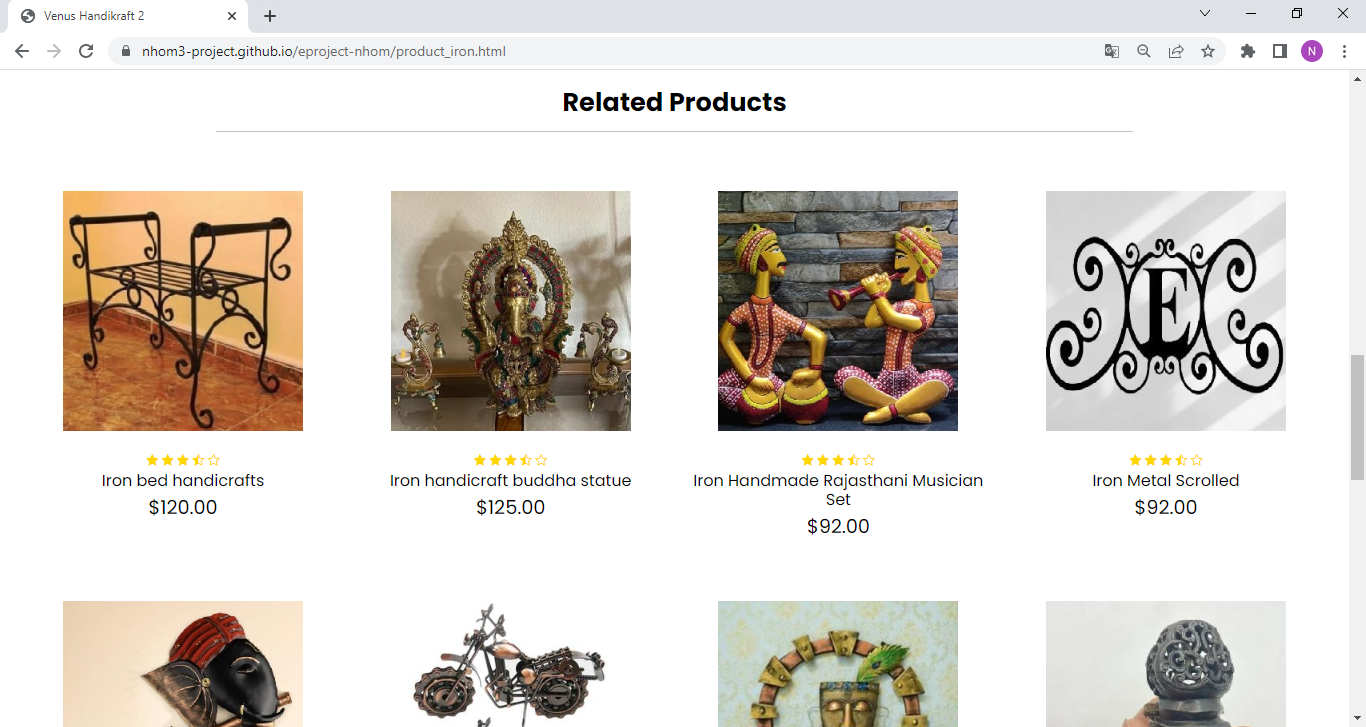 Venus Handikraft 2
nhom3-project.github.io/eproject-nhom/product_iron.html
N
Related Products
E
Iron bed handicrafts
$120.00
Iron handicraft buddha statue
$125.00
Iron Handmade Rajasthani Musician
Set
$92.00
Iron Metal Scrolled
$92.00